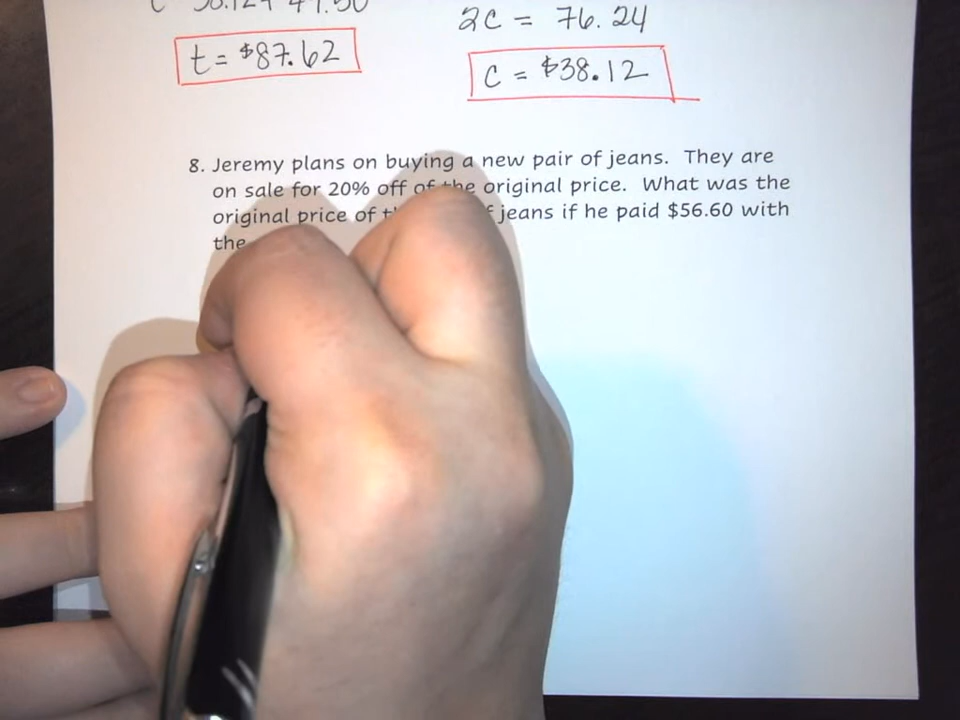 2c = 76.24
t = $87.62
c = $38.12
8. Jeremy plans on buying a new pair of jeans. They are
on sale for 20% off of the original price. What was the
original price of jeans if he paid $56.60 with
the